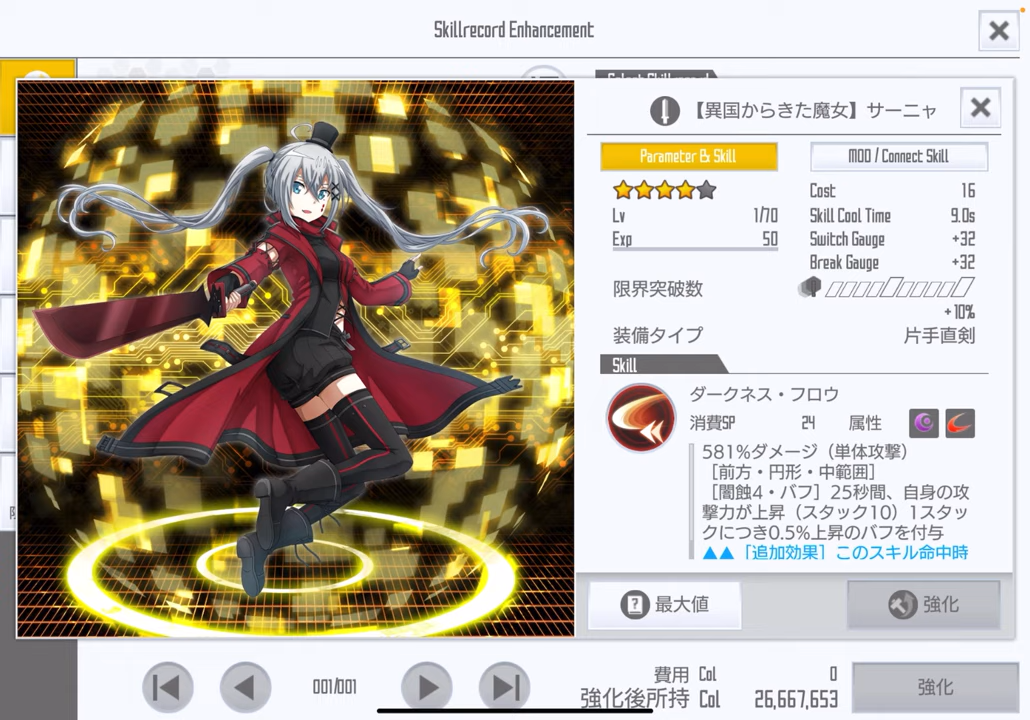 Skillrecord Enhancement
【異国からきた魔女】サーニャ
Parameter & Skill
MOD / Connect Skill
Lv 1/70
Exp 50
Cost 16
Skill Cool Time 9.0s
Switch Gauge +32
Break Gauge +32
限界突破数
+10%
装備タイプ 片手直剣
Skill
ダークネス・フロウ
消費SP 24 属性
581%ダメージ（単体攻撃）
［前方・円形・中範囲］
［闇蝕4・バフ］25秒間、自身の攻
撃力が上昇（スタック10）1スタッ
クにつき0.5%上昇のバフを付与
▲▲［追加効果］このスキル命中時
最大値
強化
001/001
費用 Col 0
強化後所持 Col 26,667,653
強化